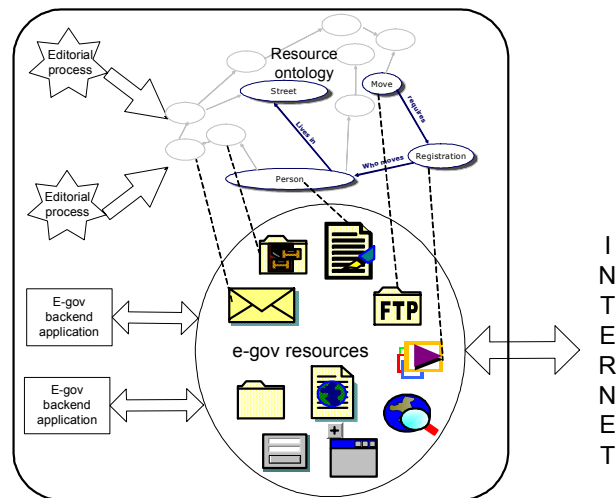 Editorial
process
Resource
ontology
Street
Move
requires
Lives in
Who moves
Registration
Person
Editorial
process
E-gov
backend
application
FTP
e-gov resources
E-gov
backend
application
I
N
T
E
R
N
E
T